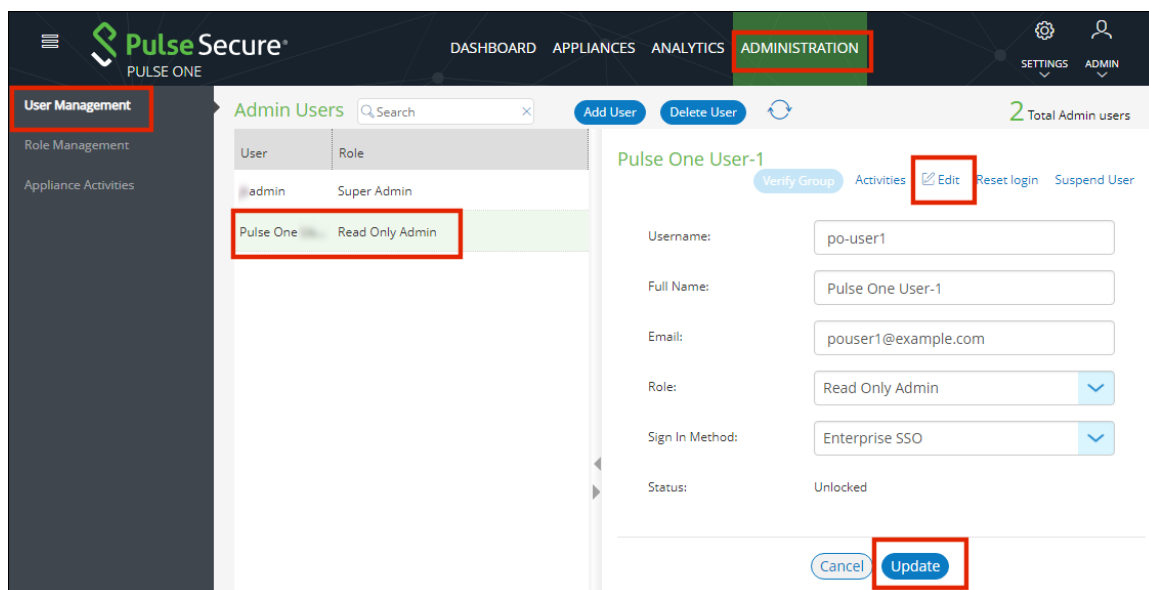 Pulse Secure®
PULSE ONE
DASHBOARD APPLIANCES ANALYTICS ADMINISTRATION
SETTINGS ADMIN
User Management
Role Management
Appliance Activities
Admin Users Search × Add User Delete User 2 Total Admin users
User Role
admin Super Admin
Pulse One Read Only Admin
Pulse One User-1
Verify Group Activities Edit Reset login Suspend User
Username: po-user1
Full Name: Pulse One User-1
Email: pouser1@example.com
Role: Read Only Admin
Sign In Method: Enterprise SSO
Status: Unlocked
Cancel Update